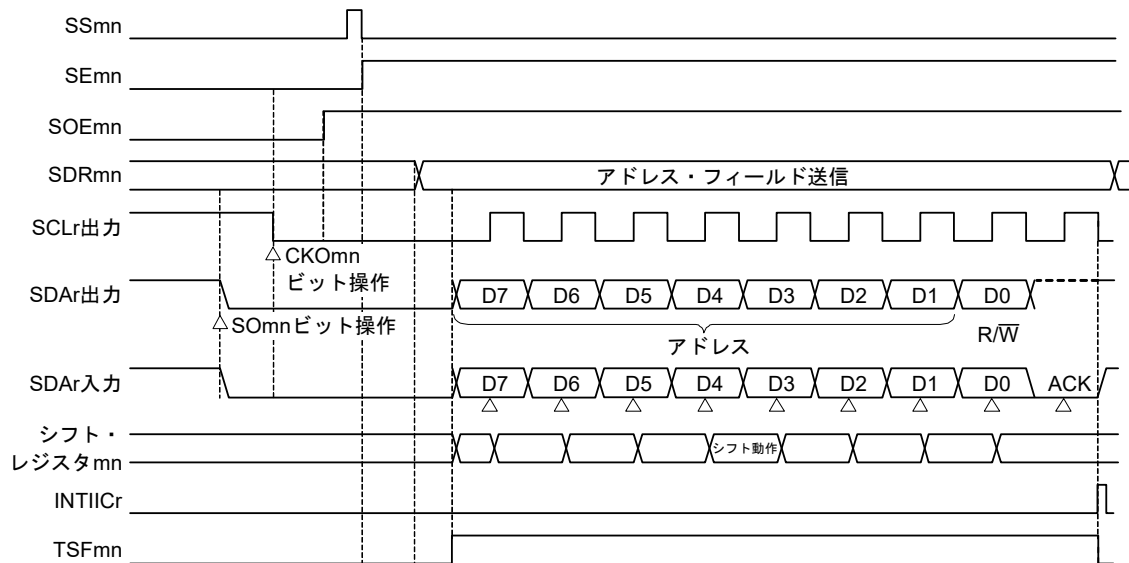 SSmn
SEmn
SOEmn
SDRmn
アドレス・フィールド送信
SCLr出力
CKOmn
ビット操作
SDAr出力
D7 D6 D5 D4 D3 D2 D1 D0
SOmnビット操作
アドレス
R/W̅
SDAr入力
D7 D6 D5 D4 D3 D2 D1 D0 ACK
シフト・
レジスタmn
シフト動作
INTIICr
TSFmn